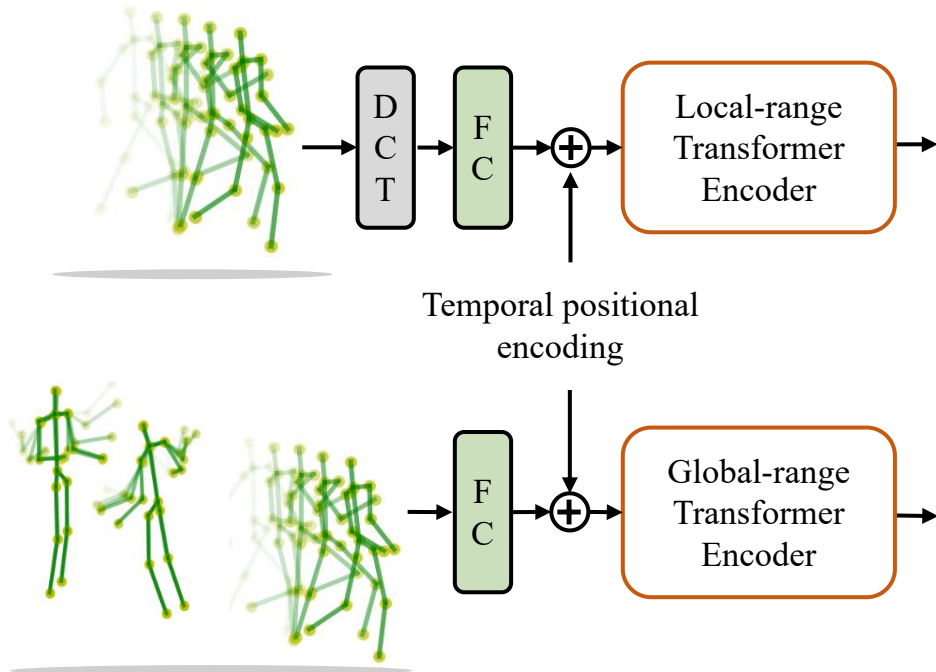 D
C
T
F
C
Local-range
Transformer
Encoder
Temporal positional
encoding
F
C
Global-range
Transformer
Encoder